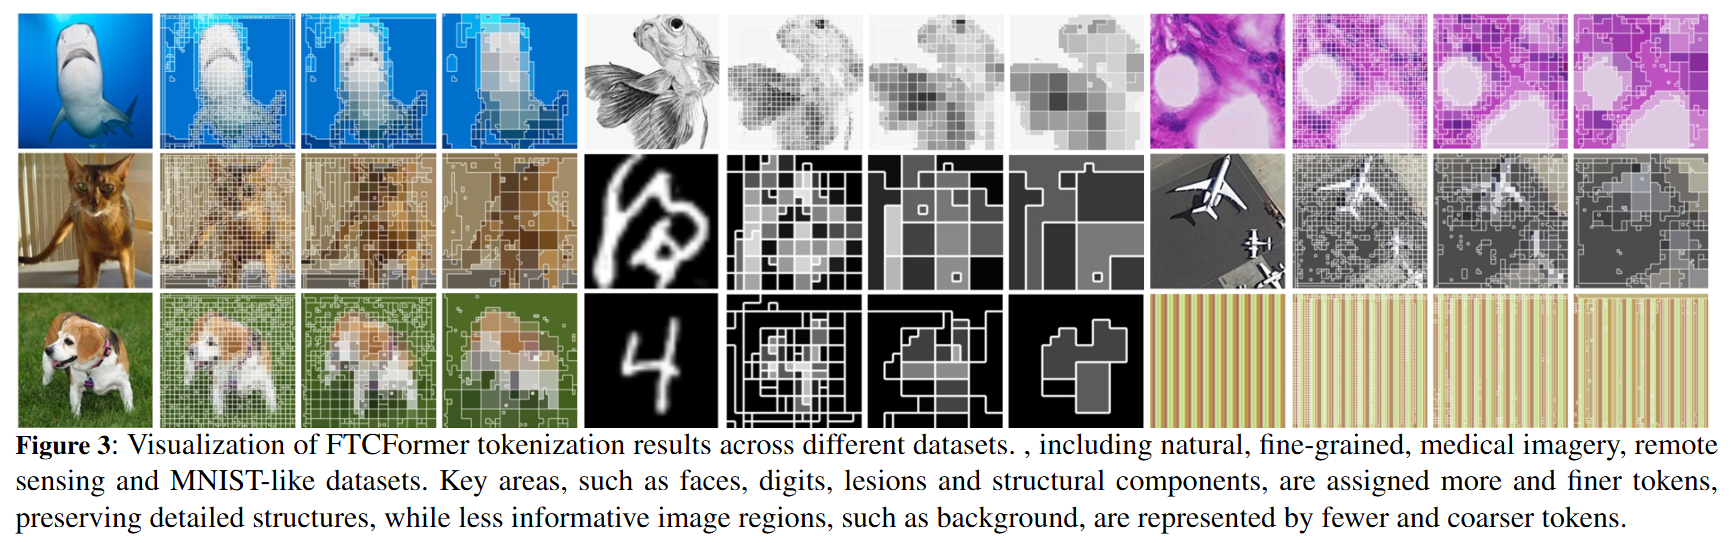 Figure 3: Visualization of FTCFormer tokenization results across different datasets. , including natural, fine-grained, medical imagery, remote
sensing and MNIST-like datasets. Key areas, such as faces, digits, lesions and structural components, are assigned more and finer tokens,
preserving detailed structures, while less informative image regions, such as background, are represented by fewer and coarser tokens.